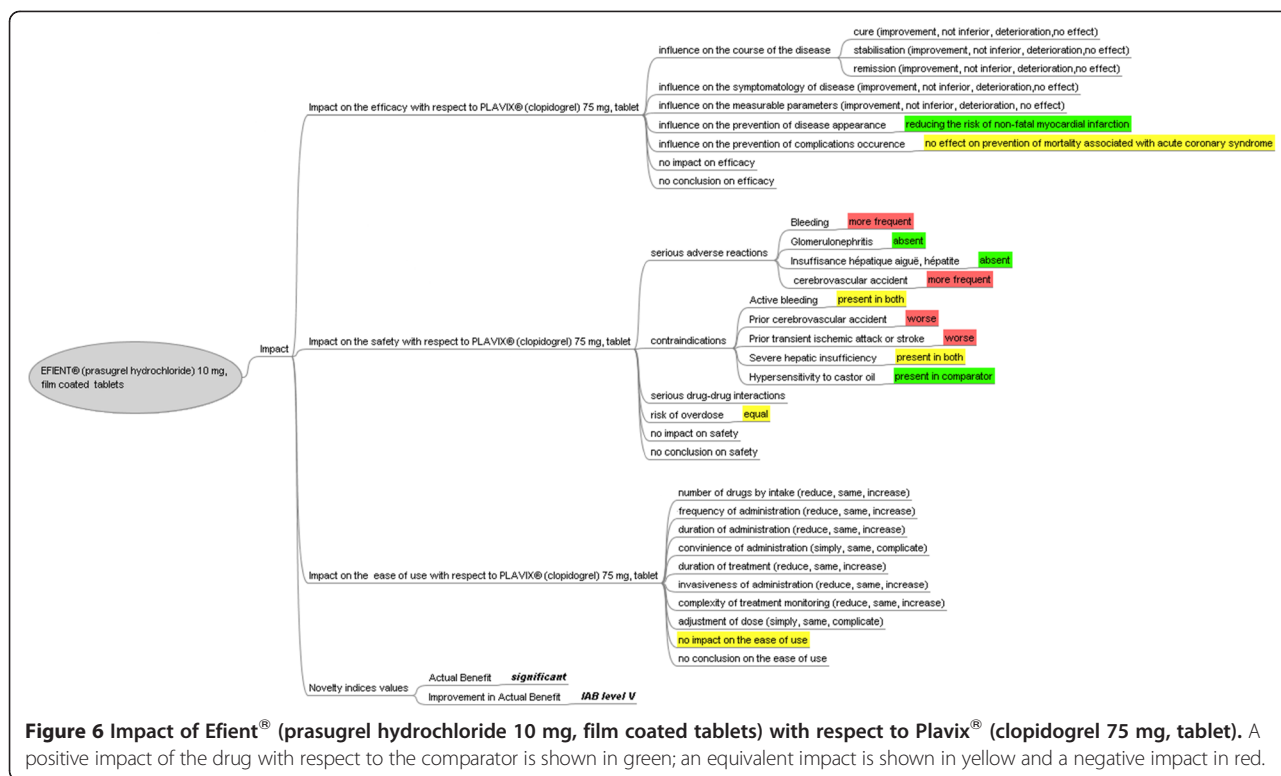 cure (improvement, not inferior, deterioration,no effect)
influence on the course of the disease
stabilisation (improvement, not inferior, deterioration,no effect)
remission (improvement, not inferior, deterioration,no effect)
influence on the symptomatology of disease (improvement, not inferior, deterioration,no effect)
influence on the measurable parameters (improvement, not inferior, deterioration, no effect)
Impact on the efficacy with respect to PLAVIX® (clopidogrel) 75 mg, tablet
influence on the prevention of disease appearance reducing the risk of non-fatal myocardial infarction
influence on the prevention of complications occurence no effect on prevention of mortality associated with acute coronary syndrome
no impact on efficacy
no conclusion on efficacy
Bleeding more frequent
Glomerulonephritis absent
serious adverse reactions
Insuffisance hépatique aiguë, hépatite absent
cerebrovascular accident more frequent
Active bleeding present in both
Prior cerebrovascular accident worse
Impact on the safety with respect to PLAVIX® (clopidogrel) 75 mg, tablet
contraindications
Prior transient ischemic attack or stroke worse
Severe hepatic insufficiency present in both
Hypersensitivity to castor oil present in comparator
Impact
EFIENT® (prasugrel hydrochloride) 10 mg,
film coated tablets
serious drug-drug interactions
risk of overdose equal
no impact on safety
no conclusion on safety
number of drugs by intake (reduce, same, increase)
frequency of administration (reduce, same, increase)
duration of administration (reduce, same, increase)
convinience of administration (simply, same, complicate)
Impact on the ease of use with respect to PLAVIX® (clopidogrel) 75 mg, tablet
duration of treatment (reduce, same, increase)
invasiveness of administration (reduce, same, increase)
complexity of treatment monitoring (reduce, same, increase)
adjustment of dose (simply, same, complicate)
no impact on the ease of use
no conclusion on the ease of use
Novelty indices values
Actual Benefit significant
Improvement in Actual Benefit IAB level V
Figure 6 Impact of Efient® (prasugrel hydrochloride 10 mg, film coated tablets) with respect to Plavix® (clopidogrel 75 mg, tablet). A
positive impact of the drug with respect to the comparator is shown in green; an equivalent impact is shown in yellow and a negative impact in red.